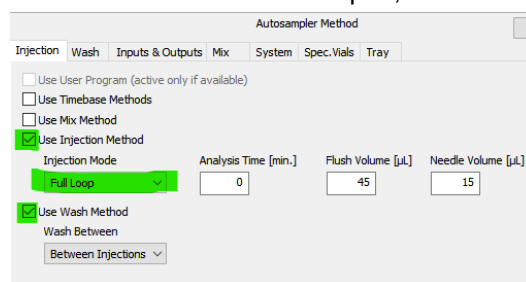 Autosampler Method
Injection Wash Inputs & Outputs Mix System Spec.Vials Tray
Use User Program (active only if available)
Use Timebase Methods
Use Mix Method
Use Injection Method
Injection Mode Analysis Time [min.] Flush Volume [µL] Needle Volume [µL]
Full Loop 0 45 15
Use Wash Method
Wash Between
Between Injections